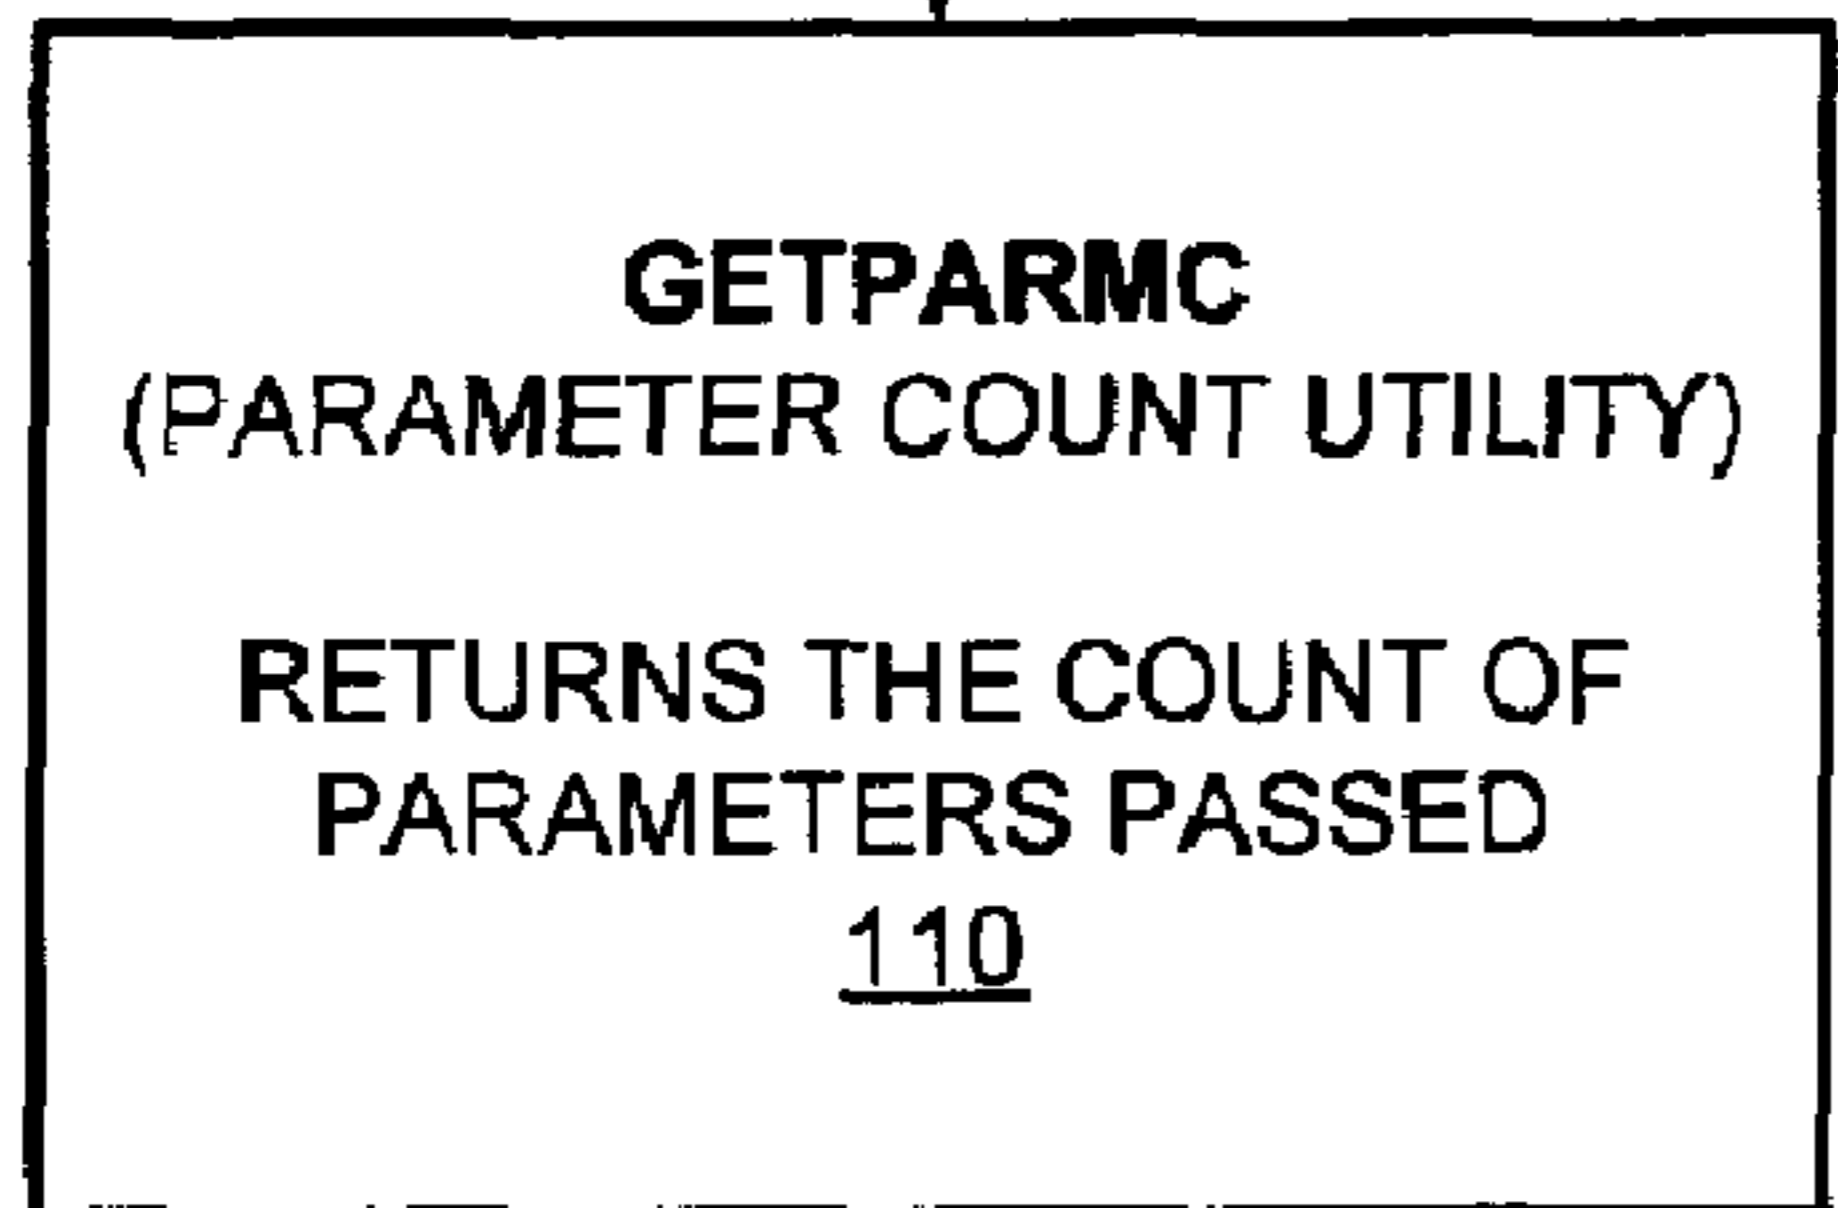 GETPARMC
(PARAMETER COUNT UTILITY)
RETURNS THE COUNT OF
PARAMETERS PASSED
110